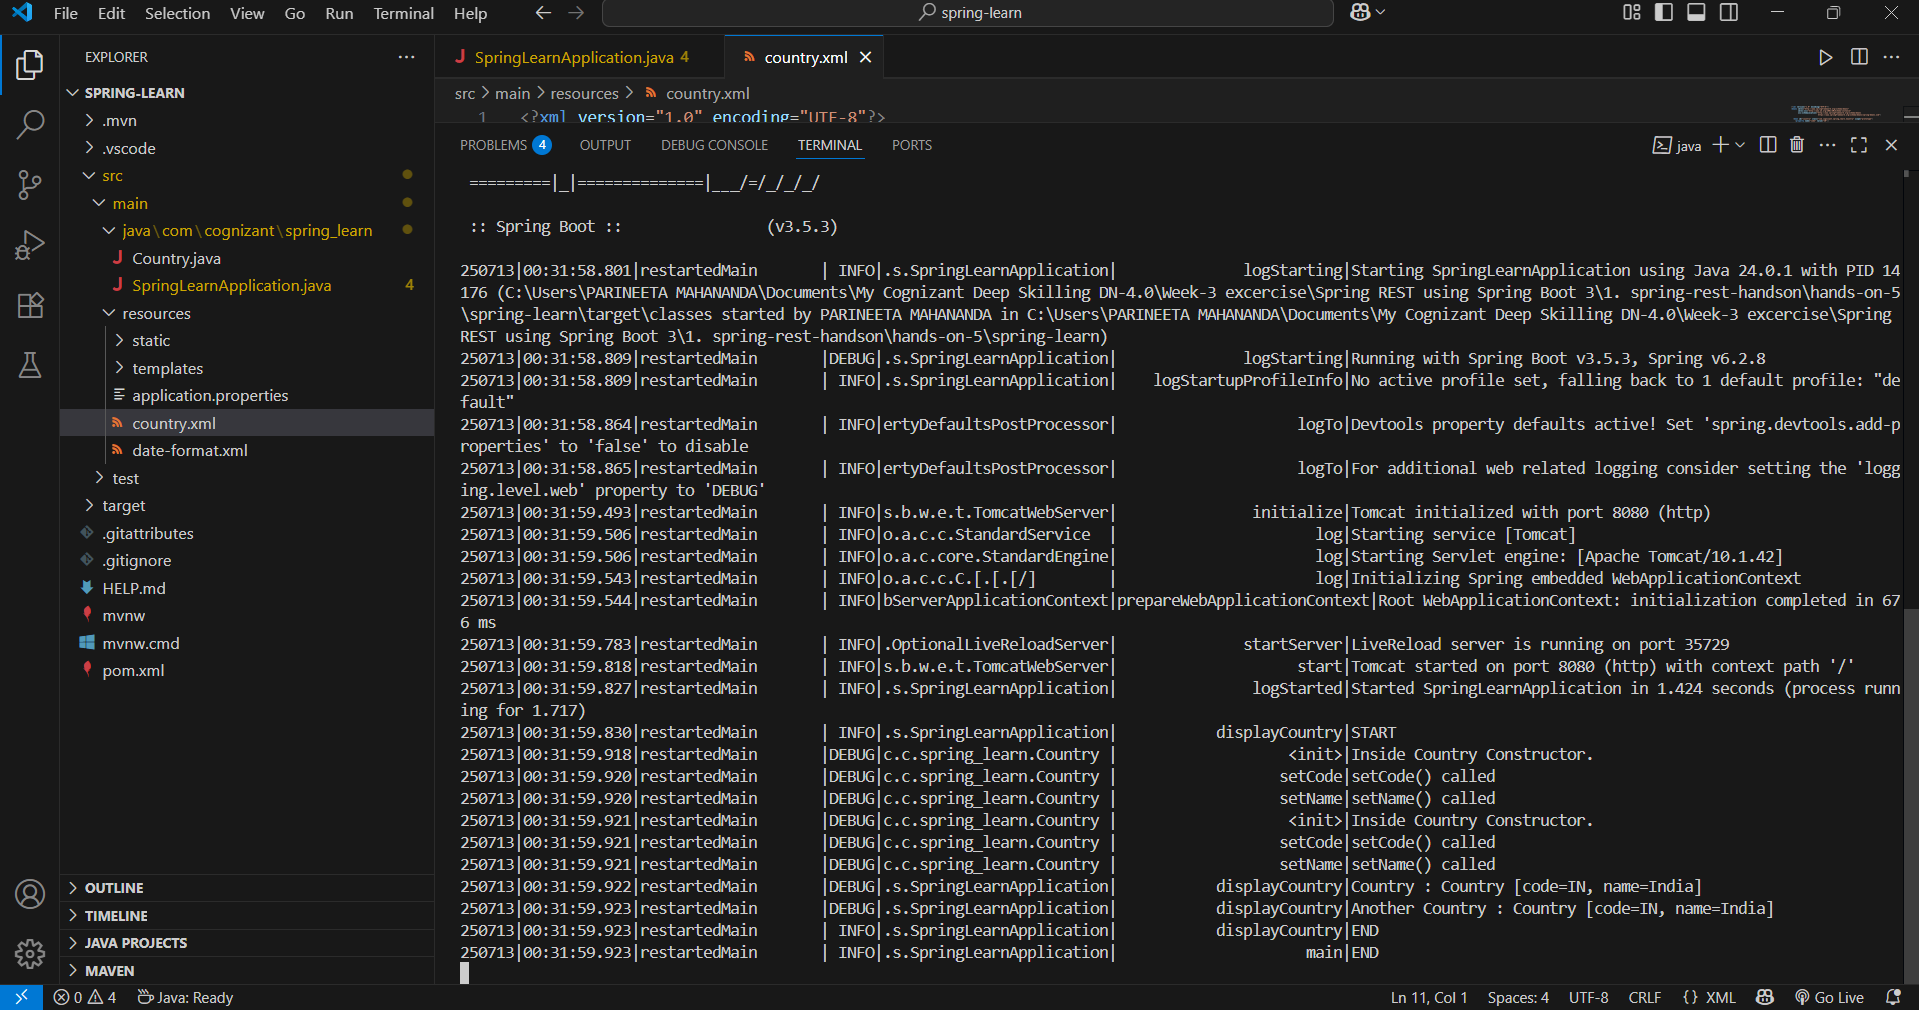 File Edit Selection View Go Run Terminal Help
spring-learn
EXPLORER
SPRING-LEARN
.mvn
.vscode
src
main
java\com\cognizant\spring_learn
Country.java
SpringLearnApplication.java 4
resources
static
templates
application.properties
country.xml
date-format.xml
test
target
.gitattributes
.gitignore
HELP.md
mvnw
mvnw.cmd
pom.xml
OUTLINE
TIMELINE
JAVA PROJECTS
MAVEN
SpringLearnApplication.java 4
country.xml
src > main > resources > country.xml
1 <?xml version="1.0" encoding="UTF-8"?>
PROBLEMS 4 OUTPUT DEBUG CONSOLE TERMINAL PORTS
java
=========|_|==============|___/=/_/_/_/
:: Spring Boot :: (v3.5.3)
250713|00:31:58.801|restartedMain | INFO|.s.SpringLearnApplication| logStarting|Starting SpringLearnApplication using Java 24.0.1 with PID 14
176 (C:\Users\PARINEETA MAHANANDA\Documents\My Cognizant Deep Skilling DN-4.0\Week-3 excercise\Spring REST using Spring Boot 3\1. spring-rest-handson\hands-on-5
\spring-learn\target\classes started by PARINEETA MAHANANDA in C:\Users\PARINEETA MAHANANDA\Documents\My Cognizant Deep Skilling DN-4.0\Week-3 excercise\Spring
REST using Spring Boot 3\1. spring-rest-handson\hands-on-5\spring-learn)
250713|00:31:58.809|restartedMain |DEBUG|.s.SpringLearnApplication| logStarting|Running with Spring Boot v3.5.3, Spring v6.2.8
250713|00:31:58.809|restartedMain | INFO|.s.SpringLearnApplication| logStartupProfileInfo|No active profile set, falling back to 1 default profile: "de
fault"
250713|00:31:58.864|restartedMain | INFO|ertyDefaultsPostProcessor| logTo|Devtools property defaults active! Set 'spring.devtools.add-p
roperties' to 'false' to disable
250713|00:31:58.865|restartedMain | INFO|ertyDefaultsPostProcessor| logTo|For additional web related logging consider setting the 'logg
ing.level.web' property to 'DEBUG'
250713|00:31:59.493|restartedMain | INFO|s.b.w.e.t.TomcatWebServer| initialize|Tomcat initialized with port 8080 (http)
250713|00:31:59.506|restartedMain | INFO|o.a.c.c.StandardService | log|Starting service [Tomcat]
250713|00:31:59.506|restartedMain | INFO|o.a.c.core.StandardEngine| log|Starting Servlet engine: [Apache Tomcat/10.1.42]
250713|00:31:59.543|restartedMain | INFO|o.a.c.c.C.[.[.[/] | log|Initializing Spring embedded WebApplicationContext
250713|00:31:59.544|restartedMain | INFO|bServerApplicationContext|prepareWebApplicationContext|Root WebApplicationContext: initialization completed in 67
6 ms
250713|00:31:59.783|restartedMain | INFO|.OptionalLiveReloadServer| startServer|LiveReload server is running on port 35729
250713|00:31:59.818|restartedMain | INFO|s.b.w.e.t.TomcatWebServer| start|Tomcat started on port 8080 (http) with context path '/'
250713|00:31:59.827|restartedMain | INFO|.s.SpringLearnApplication| logStarted|Started SpringLearnApplication in 1.424 seconds (process runn
ing for 1.717)
250713|00:31:59.830|restartedMain | INFO|.s.SpringLearnApplication| displayCountry|START
250713|00:31:59.918|restartedMain |DEBUG|c.c.spring_learn.Country | <init>|Inside Country Constructor.
250713|00:31:59.920|restartedMain |DEBUG|c.c.spring_learn.Country | setCode|setCode() called
250713|00:31:59.920|restartedMain |DEBUG|c.c.spring_learn.Country | setName|setName() called
250713|00:31:59.921|restartedMain |DEBUG|c.c.spring_learn.Country | <init>|Inside Country Constructor.
250713|00:31:59.921|restartedMain |DEBUG|c.c.spring_learn.Country | setCode|setCode() called
250713|00:31:59.921|restartedMain |DEBUG|c.c.spring_learn.Country | setName|setName() called
250713|00:31:59.922|restartedMain |DEBUG|.s.SpringLearnApplication| displayCountry|Country : Country [code=IN, name=India]
250713|00:31:59.923|restartedMain |DEBUG|.s.SpringLearnApplication| displayCountry|Another Country : Country [code=IN, name=India]
250713|00:31:59.923|restartedMain | INFO|.s.SpringLearnApplication| displayCountry|END
250713|00:31:59.923|restartedMain | INFO|.s.SpringLearnApplication| main|END
0 4 Java: Ready
Ln 11, Col 1 Spaces: 4 UTF-8 CRLF {} XML Go Live